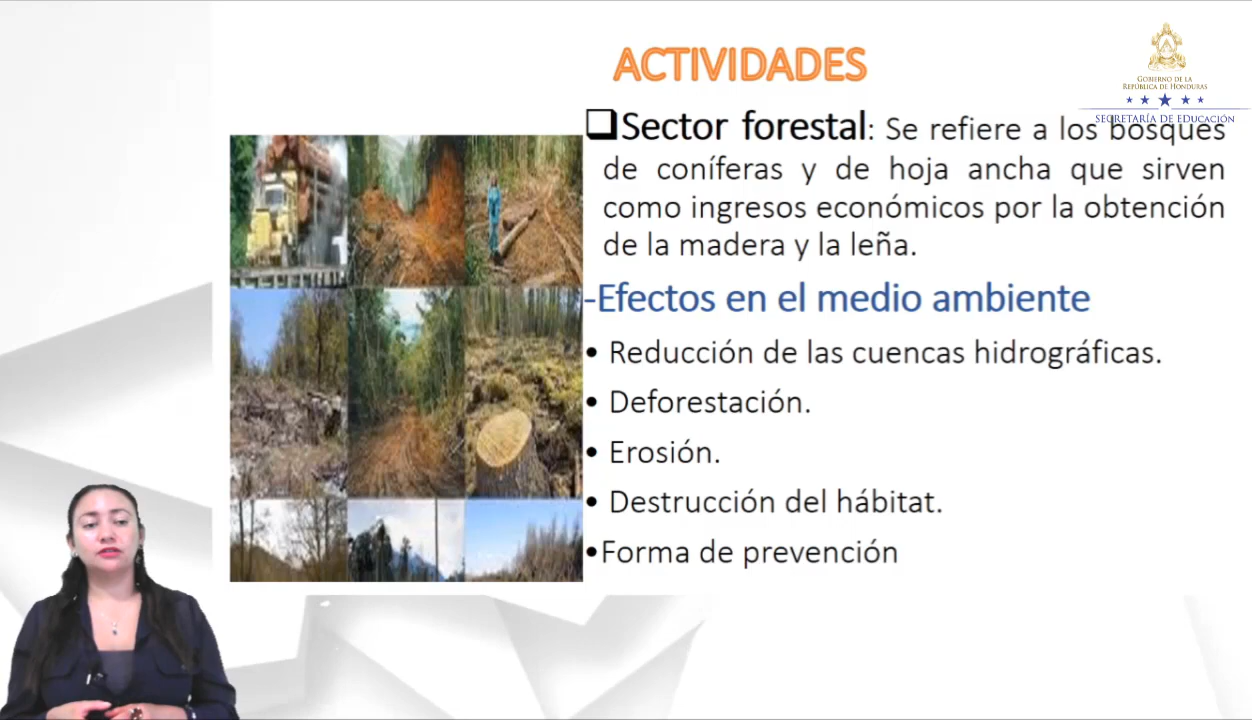 ACTIVIDADES
GOBIERNO DE LA
REPÚBLICA DE HONDURAS
SECRETARÍA DE EDUCACIÓN
❑Sector forestal: Se refiere a los bosques
de coníferas y de hoja ancha que sirven
como ingresos económicos por la obtención
de la madera y la leña.
-Efectos en el medio ambiente
• Reducción de las cuencas hidrográficas.
• Deforestación.
• Erosión.
• Destrucción del hábitat.
•Forma de prevención